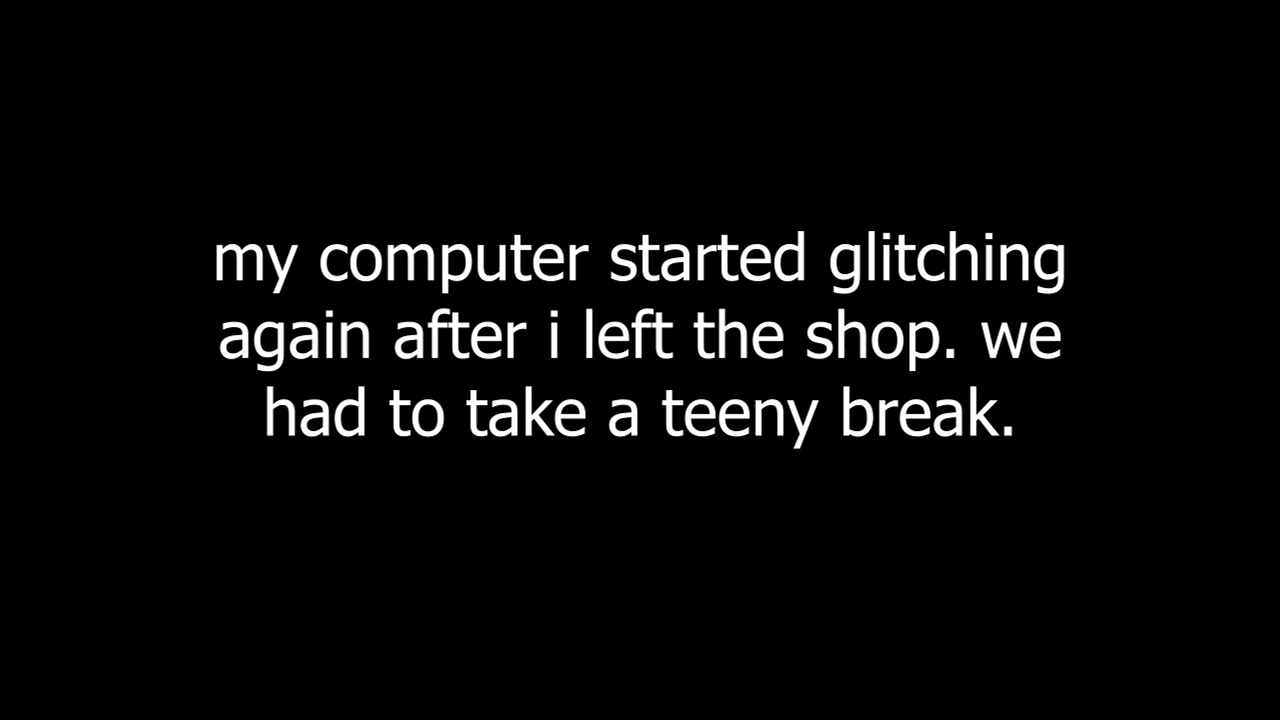 my computer started glitching
again after i left the shop. we
had to take a teeny break.